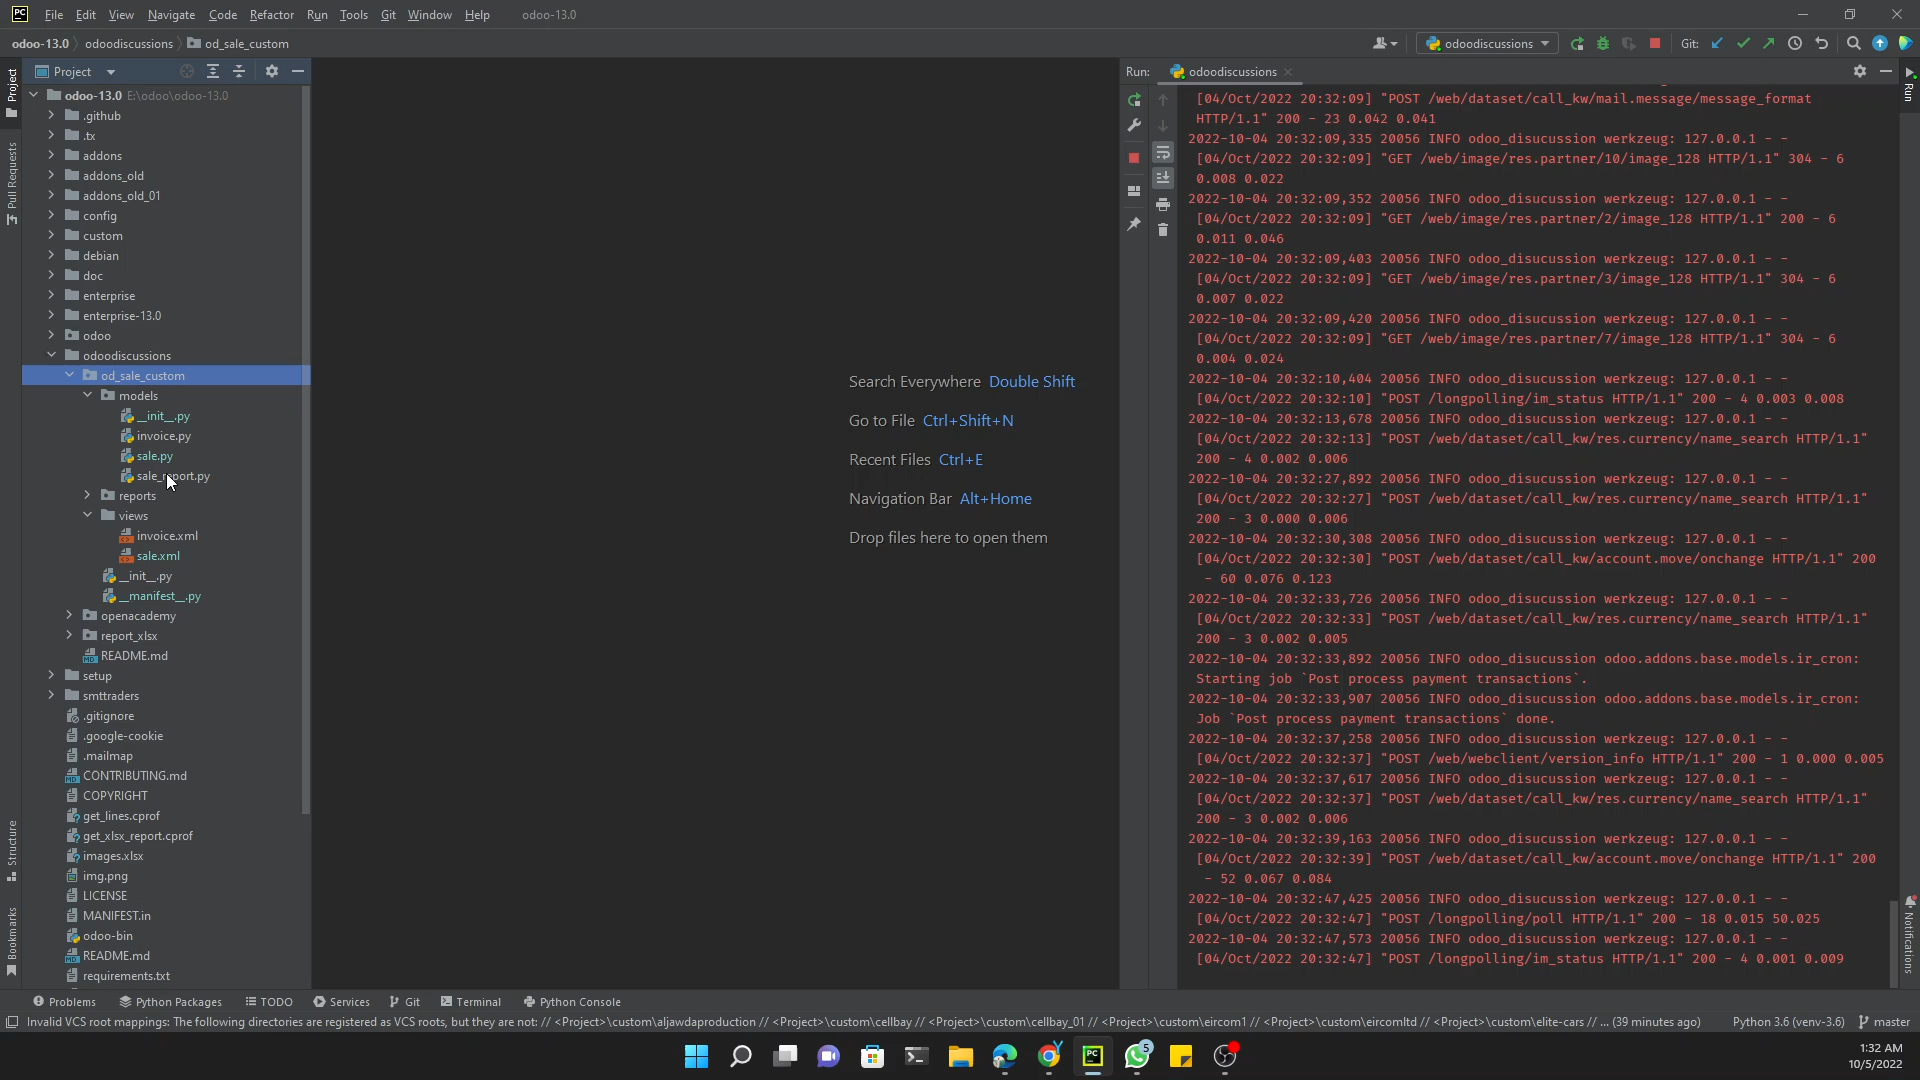 PC File Edit View Navigate Code Refactor Run Tools Git Window Help odoo-13.0
odoo-13.0 odoodiscussions od_sale_custom odoodiscussions Git:
Project
Pull Requests
Structure
Bookmarks
Project
odoo-13.0 E:\odoo\odoo-13.0
.github
.tx
addons
addons_old
addons_old_01
config
custom
debian
doc
enterprise
enterprise-13.0
odoo
odoodiscussions
od_sale_custom
models
__init__.py
invoice.py
sale.py
sale_report.py
reports
views
invoice.xml
sale.xml
__init__.py
__manifest__.py
openacademy
report_xlsx
README.md
setup
smttraders
.gitignore
.google-cookie
.mailmap
CONTRIBUTING.md
COPYRIGHT
get_lines.cprof
get_xlsx_report.cprof
images.xlsx
img.png
LICENSE
MANIFEST.in
odoo-bin
README.md
requirements.txt
Search Everywhere Double Shift
Go to File Ctrl+Shift+N
Recent Files Ctrl+E
Navigation Bar Alt+Home
Drop files here to open them
Run: odoodiscussions
[04/Oct/2022 20:32:09] "POST /web/dataset/call_kw/mail.message/message_format
HTTP/1.1" 200 - 23 0.042 0.041
2022-10-04 20:32:09,335 20056 INFO odoo_disucussion werkzeug: 127.0.0.1 - -
[04/Oct/2022 20:32:09] "GET /web/image/res.partner/10/image_128 HTTP/1.1" 304 - 6
0.008 0.022
2022-10-04 20:32:09,352 20056 INFO odoo_disucussion werkzeug: 127.0.0.1 - -
[04/Oct/2022 20:32:09] "GET /web/image/res.partner/2/image_128 HTTP/1.1" 200 - 6
0.011 0.046
2022-10-04 20:32:09,403 20056 INFO odoo_disucussion werkzeug: 127.0.0.1 - -
[04/Oct/2022 20:32:09] "GET /web/image/res.partner/3/image_128 HTTP/1.1" 304 - 6
0.007 0.022
2022-10-04 20:32:09,420 20056 INFO odoo_disucussion werkzeug: 127.0.0.1 - -
[04/Oct/2022 20:32:09] "GET /web/image/res.partner/7/image_128 HTTP/1.1" 304 - 6
0.004 0.024
2022-10-04 20:32:10,404 20056 INFO odoo_disucussion werkzeug: 127.0.0.1 - -
[04/Oct/2022 20:32:10] "POST /longpolling/im_status HTTP/1.1" 200 - 4 0.003 0.008
2022-10-04 20:32:13,678 20056 INFO odoo_disucussion werkzeug: 127.0.0.1 - -
[04/Oct/2022 20:32:13] "POST /web/dataset/call_kw/res.currency/name_search HTTP/1.1"
200 - 4 0.002 0.006
2022-10-04 20:32:27,892 20056 INFO odoo_disucussion werkzeug: 127.0.0.1 - -
[04/Oct/2022 20:32:27] "POST /web/dataset/call_kw/res.currency/name_search HTTP/1.1"
200 - 3 0.000 0.006
2022-10-04 20:32:30,308 20056 INFO odoo_disucussion werkzeug: 127.0.0.1 - -
[04/Oct/2022 20:32:30] "POST /web/dataset/call_kw/account.move/onchange HTTP/1.1" 200
- 60 0.076 0.123
2022-10-04 20:32:33,726 20056 INFO odoo_disucussion werkzeug: 127.0.0.1 - -
[04/Oct/2022 20:32:33] "POST /web/dataset/call_kw/res.currency/name_search HTTP/1.1"
200 - 3 0.002 0.005
2022-10-04 20:32:33,892 20056 INFO odoo_disucussion odoo.addons.base.models.ir_cron:
Starting job `Post process payment transactions`.
2022-10-04 20:32:33,907 20056 INFO odoo_disucussion odoo.addons.base.models.ir_cron:
Job `Post process payment transactions` done.
2022-10-04 20:32:37,258 20056 INFO odoo_disucussion werkzeug: 127.0.0.1 - -
[04/Oct/2022 20:32:37] "POST /web/webclient/version_info HTTP/1.1" 200 - 1 0.000 0.005
2022-10-04 20:32:37,617 20056 INFO odoo_disucussion werkzeug: 127.0.0.1 - -
[04/Oct/2022 20:32:37] "POST /web/dataset/call_kw/res.currency/name_search HTTP/1.1"
200 - 3 0.002 0.006
2022-10-04 20:32:39,163 20056 INFO odoo_disucussion werkzeug: 127.0.0.1 - -
[04/Oct/2022 20:32:39] "POST /web/dataset/call_kw/account.move/onchange HTTP/1.1" 200
- 52 0.067 0.084
2022-10-04 20:32:47,425 20056 INFO odoo_disucussion werkzeug: 127.0.0.1 - -
[04/Oct/2022 20:32:47] "POST /longpolling/poll HTTP/1.1" 200 - 18 0.015 50.025
2022-10-04 20:32:47,573 20056 INFO odoo_disucussion werkzeug: 127.0.0.1 - -
[04/Oct/2022 20:32:47] "POST /longpolling/im_status HTTP/1.1" 200 - 4 0.001 0.009
Run
Notifications
Problems Python Packages TODO Services Git Terminal Python Console
Invalid VCS root mappings: The following directories are registered as VCS roots, but they are not: // <Project>\custom\aljawdaproduction // <Project>\custom\cellbay // <Project>\custom\cellbay_01 // <Project>\custom\eircom1 // <Project>\custom\eircomltd // <Project>\custom\elite-cars // ... (39 minutes ago) Python 3.6 (venv-3.6) master
PC 5
1:32 AM
10/5/2022